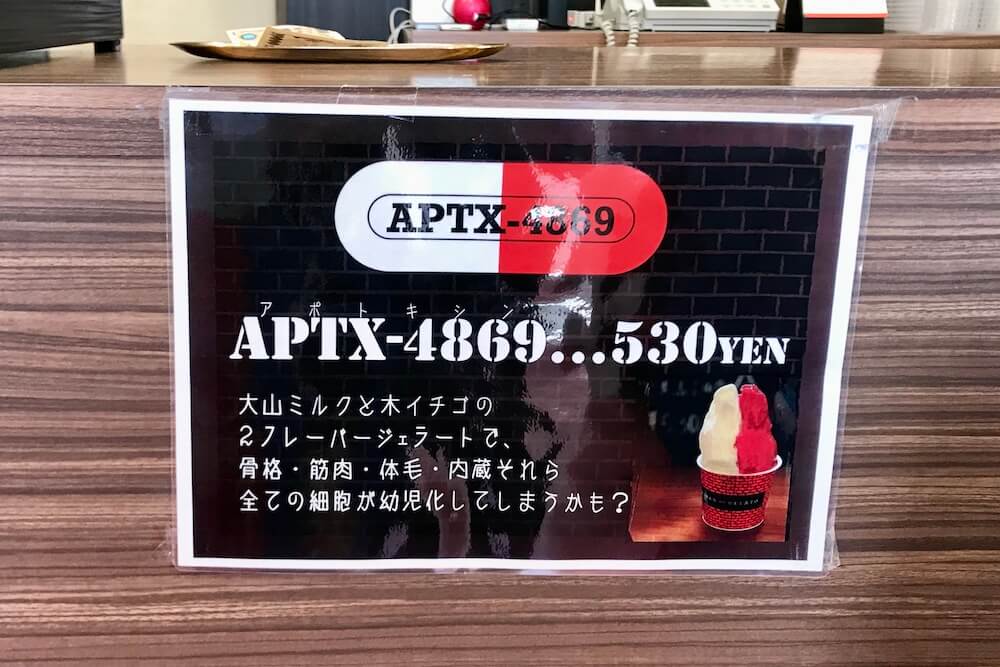 APTX-4869
アポトキシン
APTX-4869...530YEN
大山ミルクと木イチゴの
2フレーバージェラートで、
骨格・筋肉・体毛・内蔵それら
全ての細胞が幼児化してしまうかも?